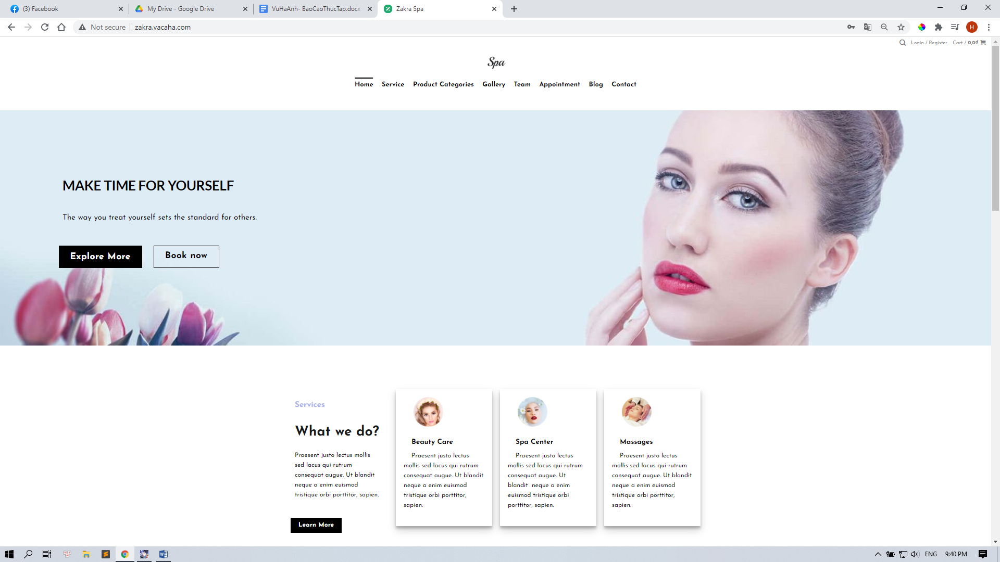 (3) Facebook
My Drive - Google Drive
VuHaAnh- BaoCaoThucTap.docx
Zakra Spa
Not secure
zakra.vacaha.com
H
Login / Register
Cart / 0,0₫
Spa
Home
Service
Product Categories
Gallery
Team
Appointment
Blog
Contact
MAKE TIME FOR YOURSELF
The way you treat yourself sets the standard for others.
Explore More
Book now
Services
What we do?
Praesent justo lectus mollis
sed lacus qui rutrum
consequat augue. Ut blandit
neque a enim euismod
tristique orbi porttitor, sapien.
Learn More
Beauty Care
Praesent justo lectus
mollis sed lacus qui rutrum
consequat augue. Ut blandit
neque a enim euismod
tristique orbi porttitor,
sapien.
Spa Center
Praesent justo lectus
mollis sed lacus qui rutrum
consequat augue. Ut
blandit neque a enim
euismod tristique orbi
porttitor, sapien.
Massages
Praesent justo lectus
mollis sed lacus qui rutrum
consequat augue. Ut blandit
neque a enim euismod
tristique orbi porttitor,
sapien.
ENG
9:40 PM